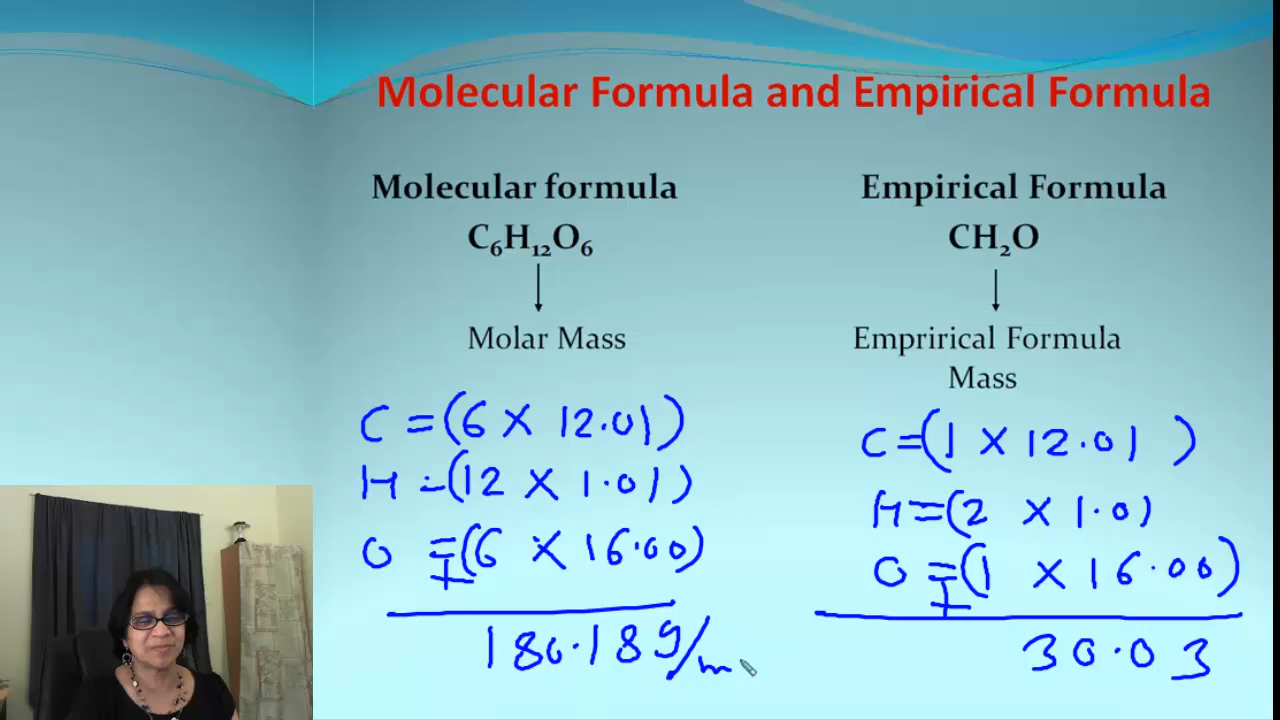 Molecular Formula and Empirical Formula
Molecular formula
C₆H₁₂O₆
Molar Mass
C = (6 X 12.01)
H = (12 X 1.01)
O = (6 X 16.00)
+
180.18 g/m
Empirical Formula
CH₂O
Emprirical Formula
Mass
C = (1 X 12.01 )
H = (2 X 1.01
O = (1 X 16.00)
+
30.03